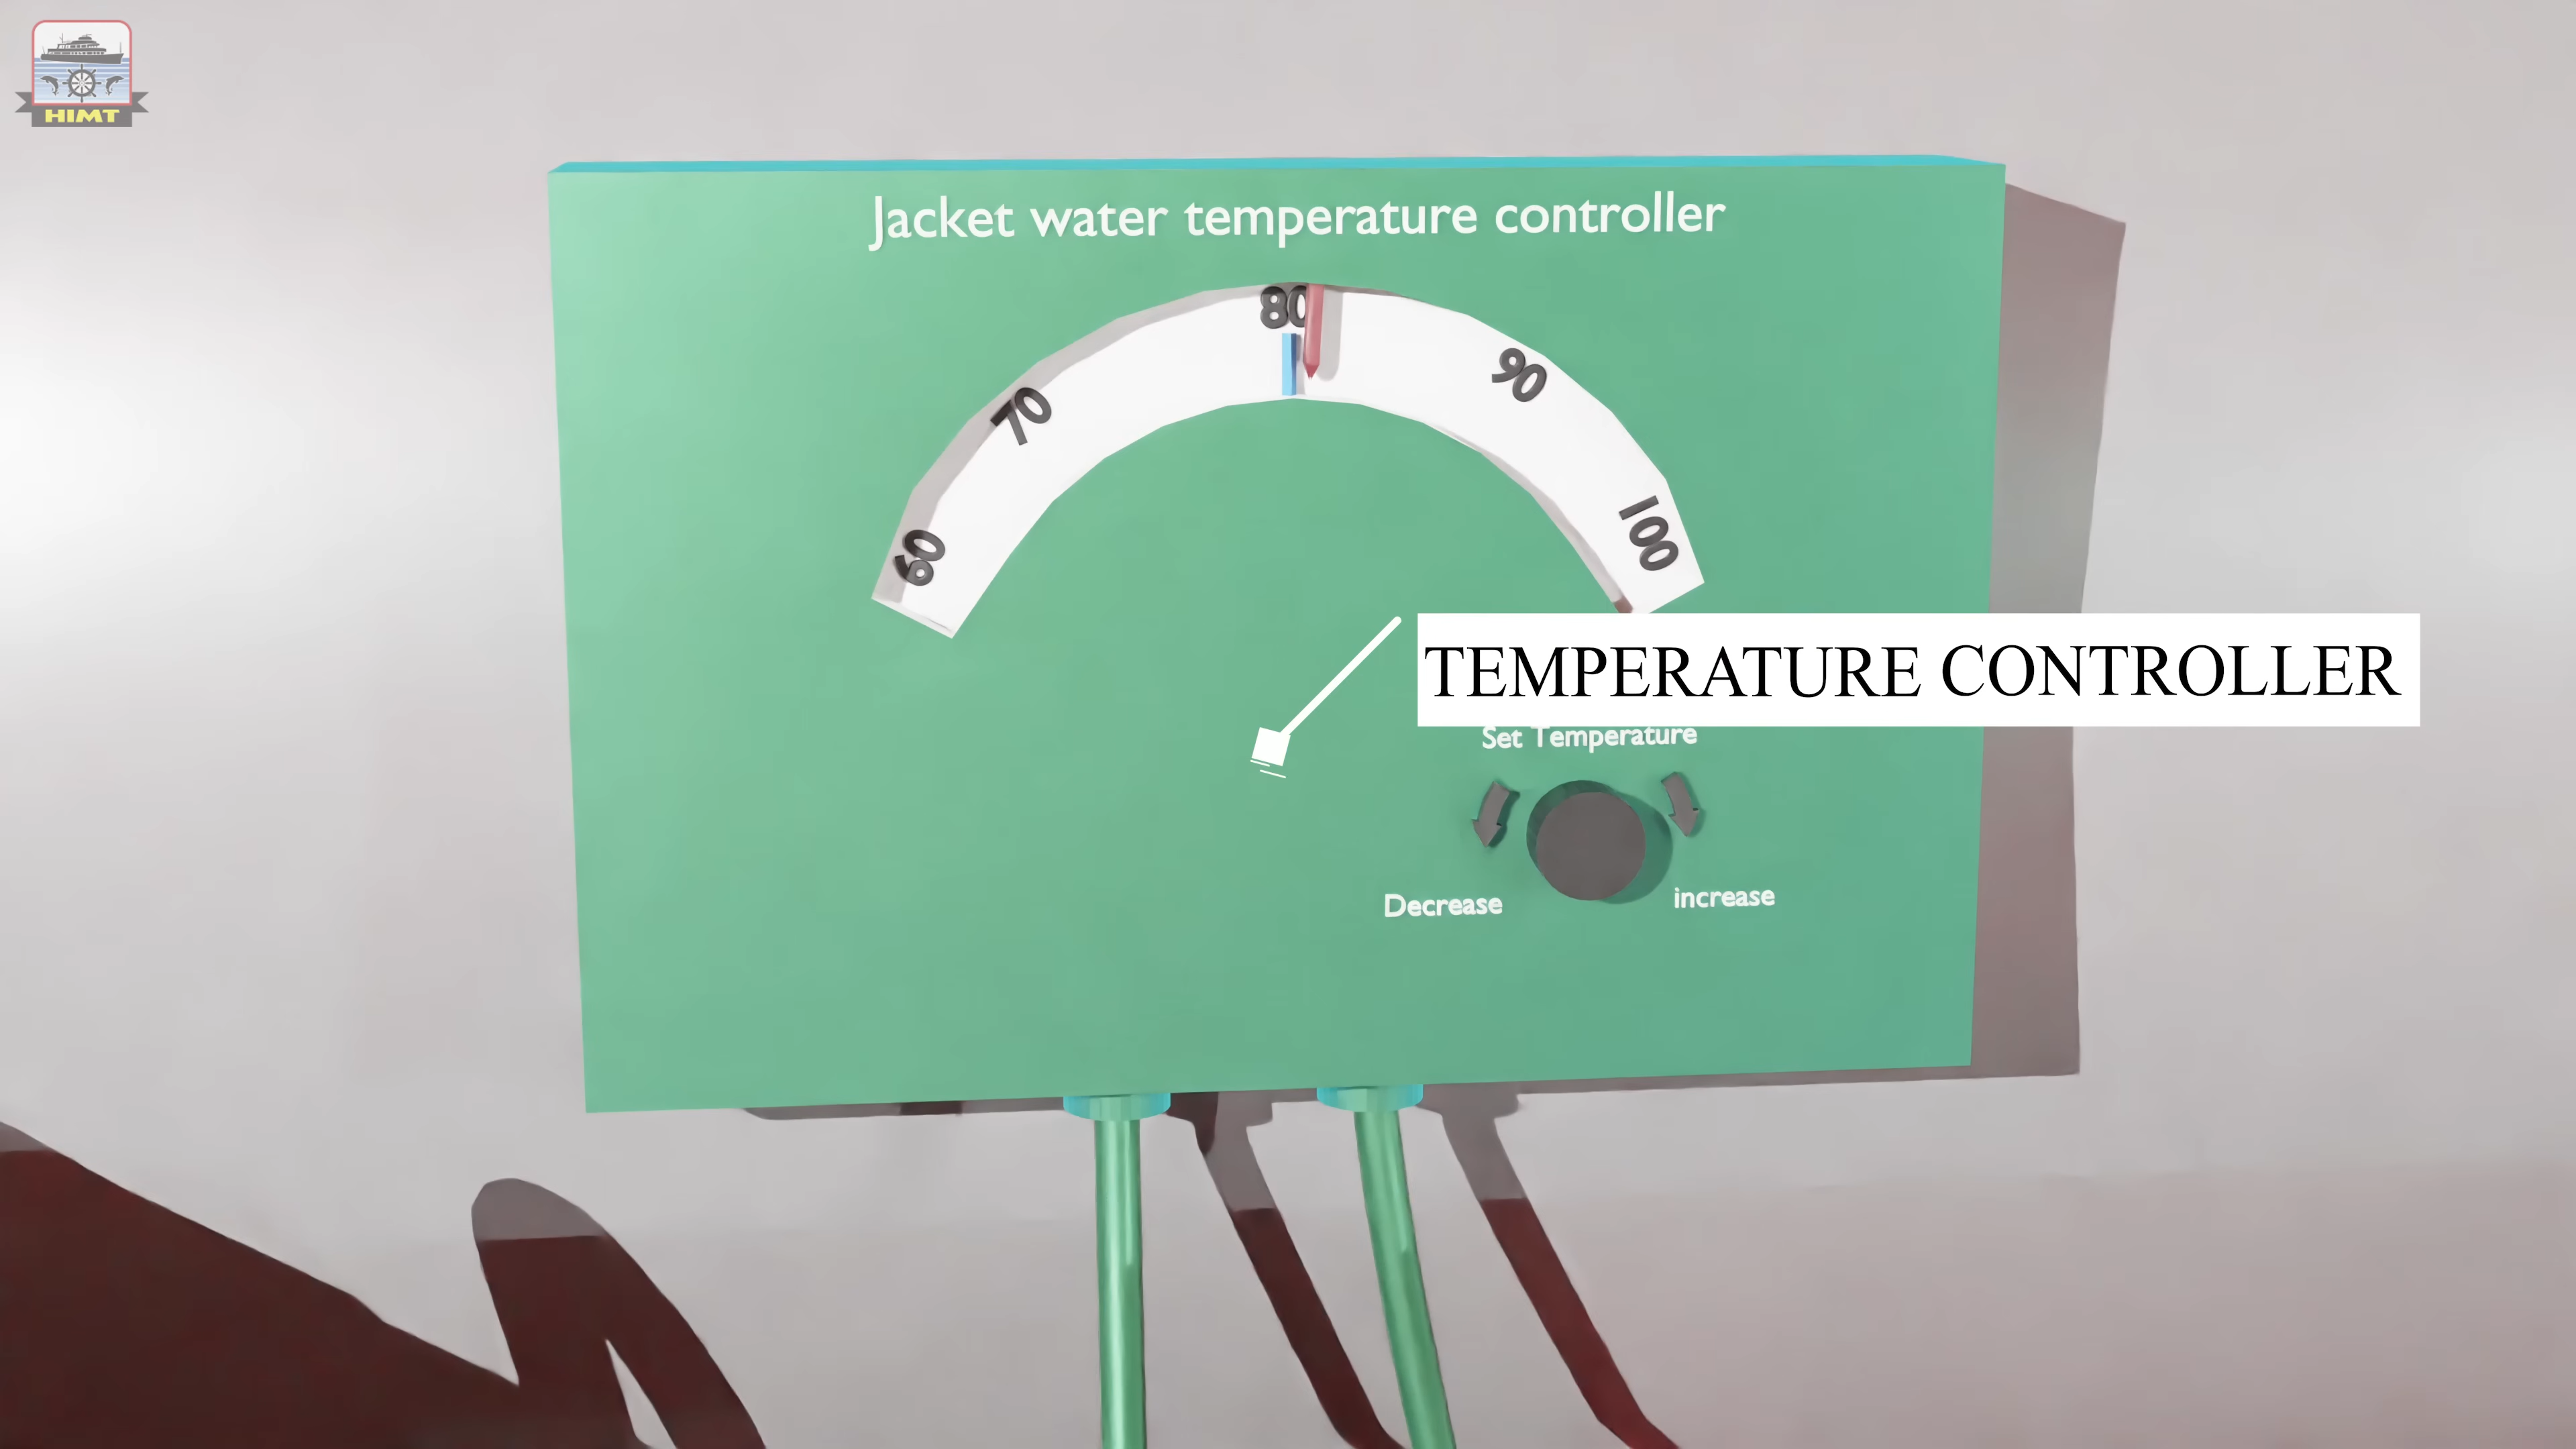 HIMT
Jacket water temperature controller
60
70
80
90
100
TEMPERATURE CONTROLLER
Set Temperature
Decrease
increase